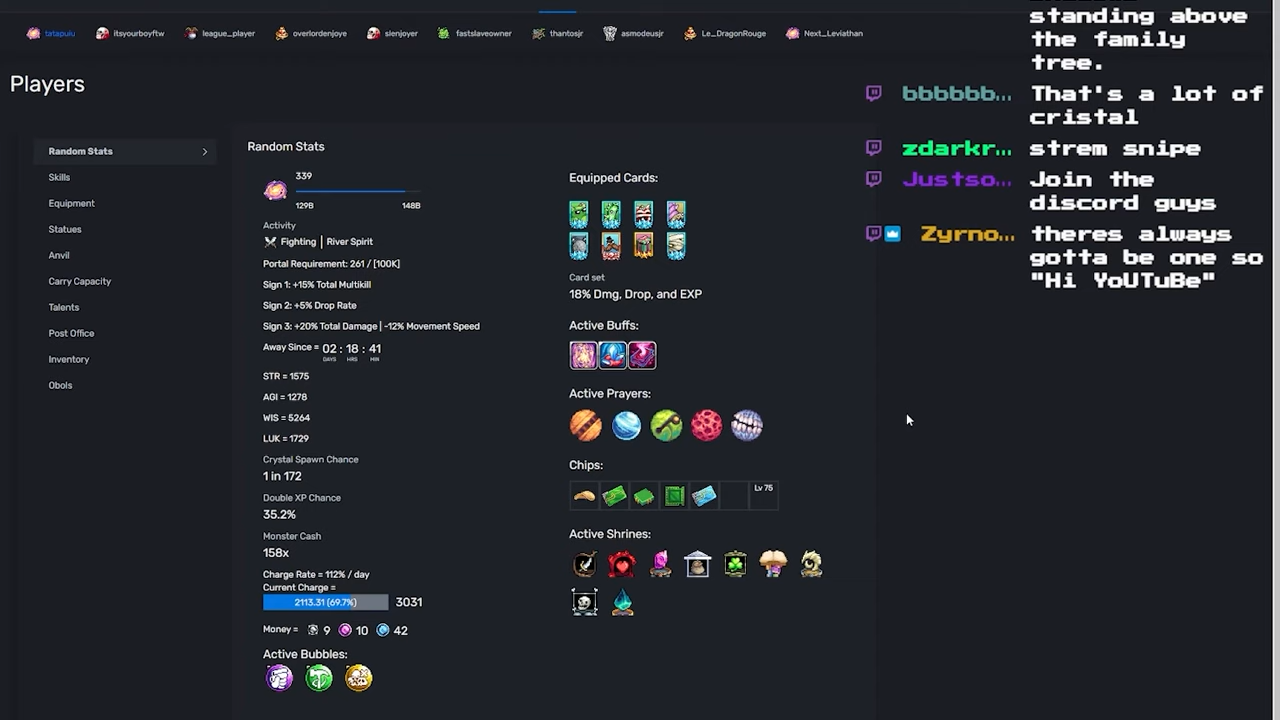 tatapuiu itsyourboyftw league_player overlordenjoye slenjoyer fastslaveowner thantosjr asmodeusjr Le_DragonRouge Next_Leviathan
Players
Random Stats
Skills
Equipment
Statues
Anvil
Carry Capacity
Talents
Post Office
Inventory
Obols
Random Stats
339
129B 148B
Activity
Fighting | River Spirit
Portal Requirement: 261 / [100K]
Sign 1: +15% Total Multikill
Sign 2: +5% Drop Rate
Sign 3: +20% Total Damage | -12% Movement Speed
Away Since = 02 : 18 : 41
DAYS HRS MIN
STR = 1575
AGI = 1278
WIS = 5264
LUK = 1729
Crystal Spawn Chance
1 in 172
Double XP Chance
35.2%
Monster Cash
158x
Charge Rate = 112% / day
Current Charge =
2113.31 (69.7%) 3031
Money = 9 10 42
Active Bubbles:
Equipped Cards:
Card set
18% Dmg, Drop, and EXP
Active Buffs:
Active Prayers:
Chips:
Lv 75
Active Shrines:
standing above
the family
tree.
bbbbbb... That's a lot of
cristal
zdarkr... strem snipe
Justso... Join the
discord guys
Zyrno... theres always
gotta be one so
"Hi YoUTuBe"